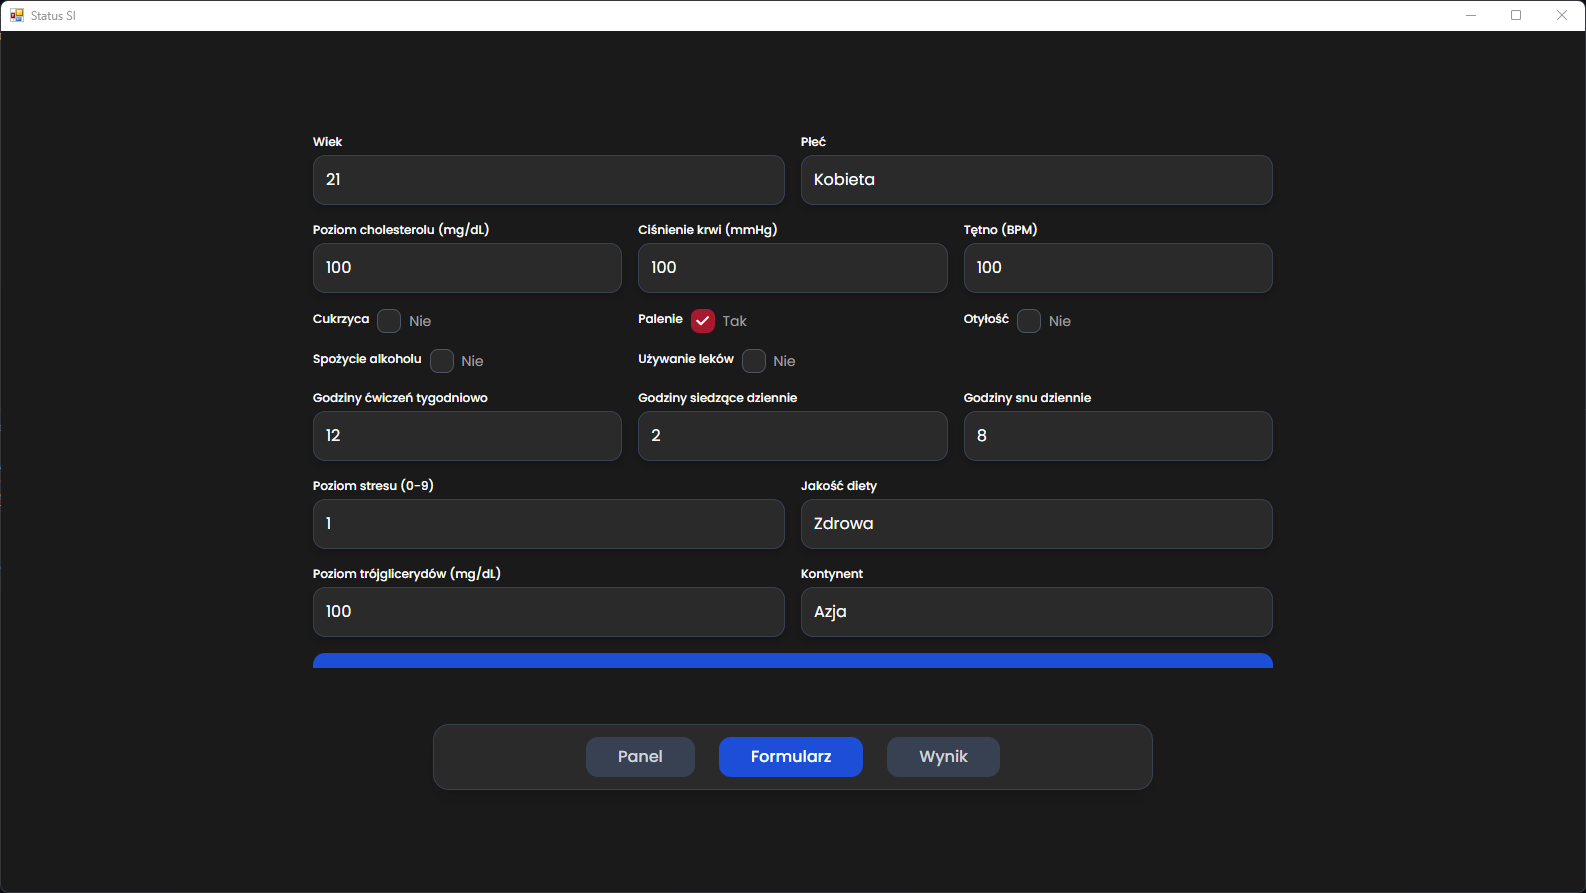 Status SI
Wiek Płeć
21 Kobieta
Poziom cholesterolu (mg/dL) Ciśnienie krwi (mmHg) Tętno (BPM)
100 100 100
Cukrzyca Nie Palenie Tak Otyłość Nie
Spożycie alkoholu Nie Używanie leków Nie
Godziny ćwiczeń tygodniowo Godziny siedzące dziennie Godziny snu dziennie
12 2 8
Poziom stresu (0-9) Jakość diety
1 Zdrowa
Poziom trójglicerydów (mg/dL) Kontynent
100 Azja
Panel Formularz Wynik